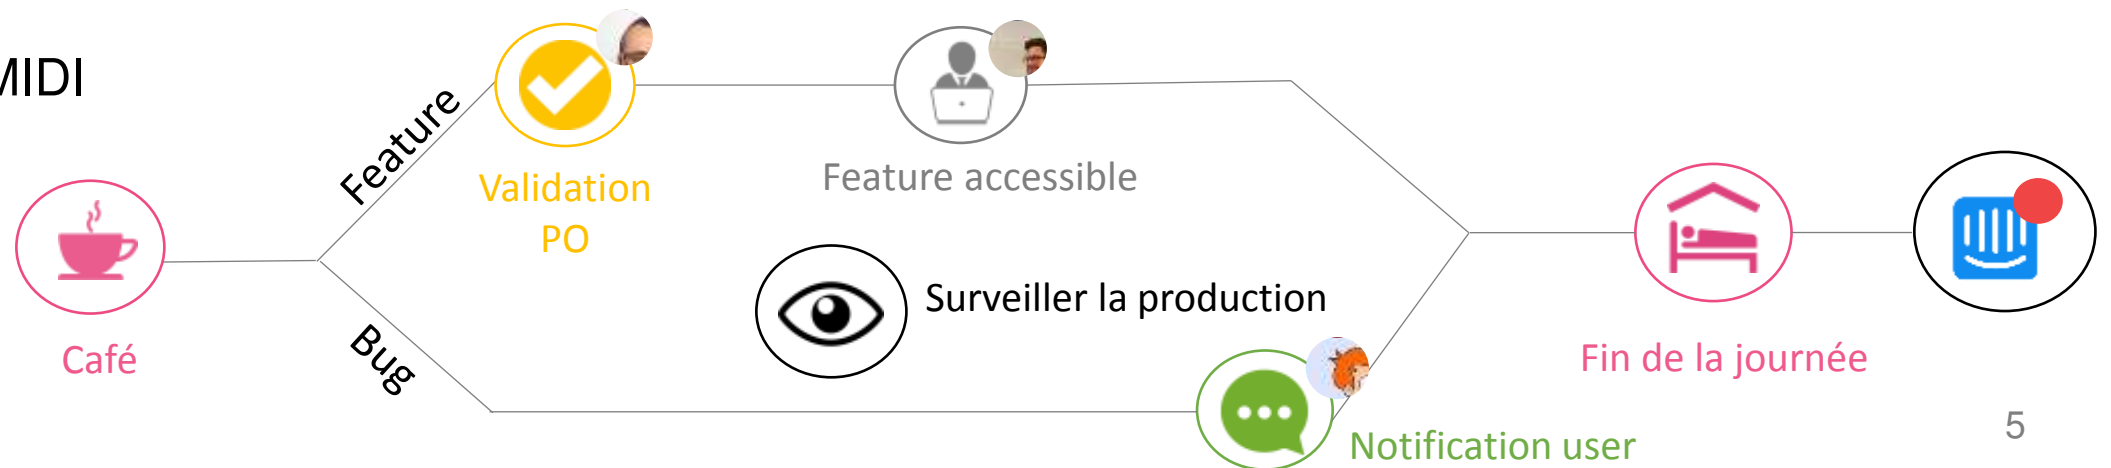 MIDI
Feature
Validation
PO
Feature accessible
Café
Bug
Surveiller la production
Notification user
Fin de la journée
5